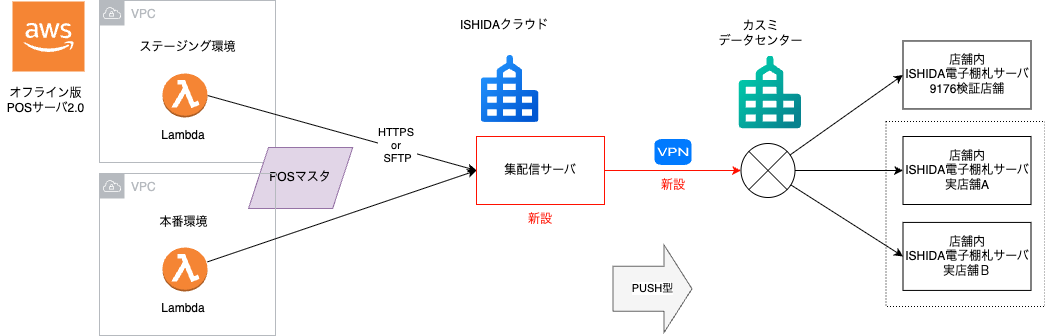 aws
オフライン版
POSサーバ2.0
VPC
ステージング環境
Lambda
POSマスタ
VPC
本番環境
Lambda
HTTPS
or
SFTP
ISHIDAクラウド
集配信サーバ
新設
VPN
新設
PUSH型
カスミ
データセンター
店舗内
ISHIDA電子棚札サーバ
9176検証店舗
店舗内
ISHIDA電子棚札サーバ
実店舗A
店舗内
ISHIDA電子棚札サーバ
実店舗B